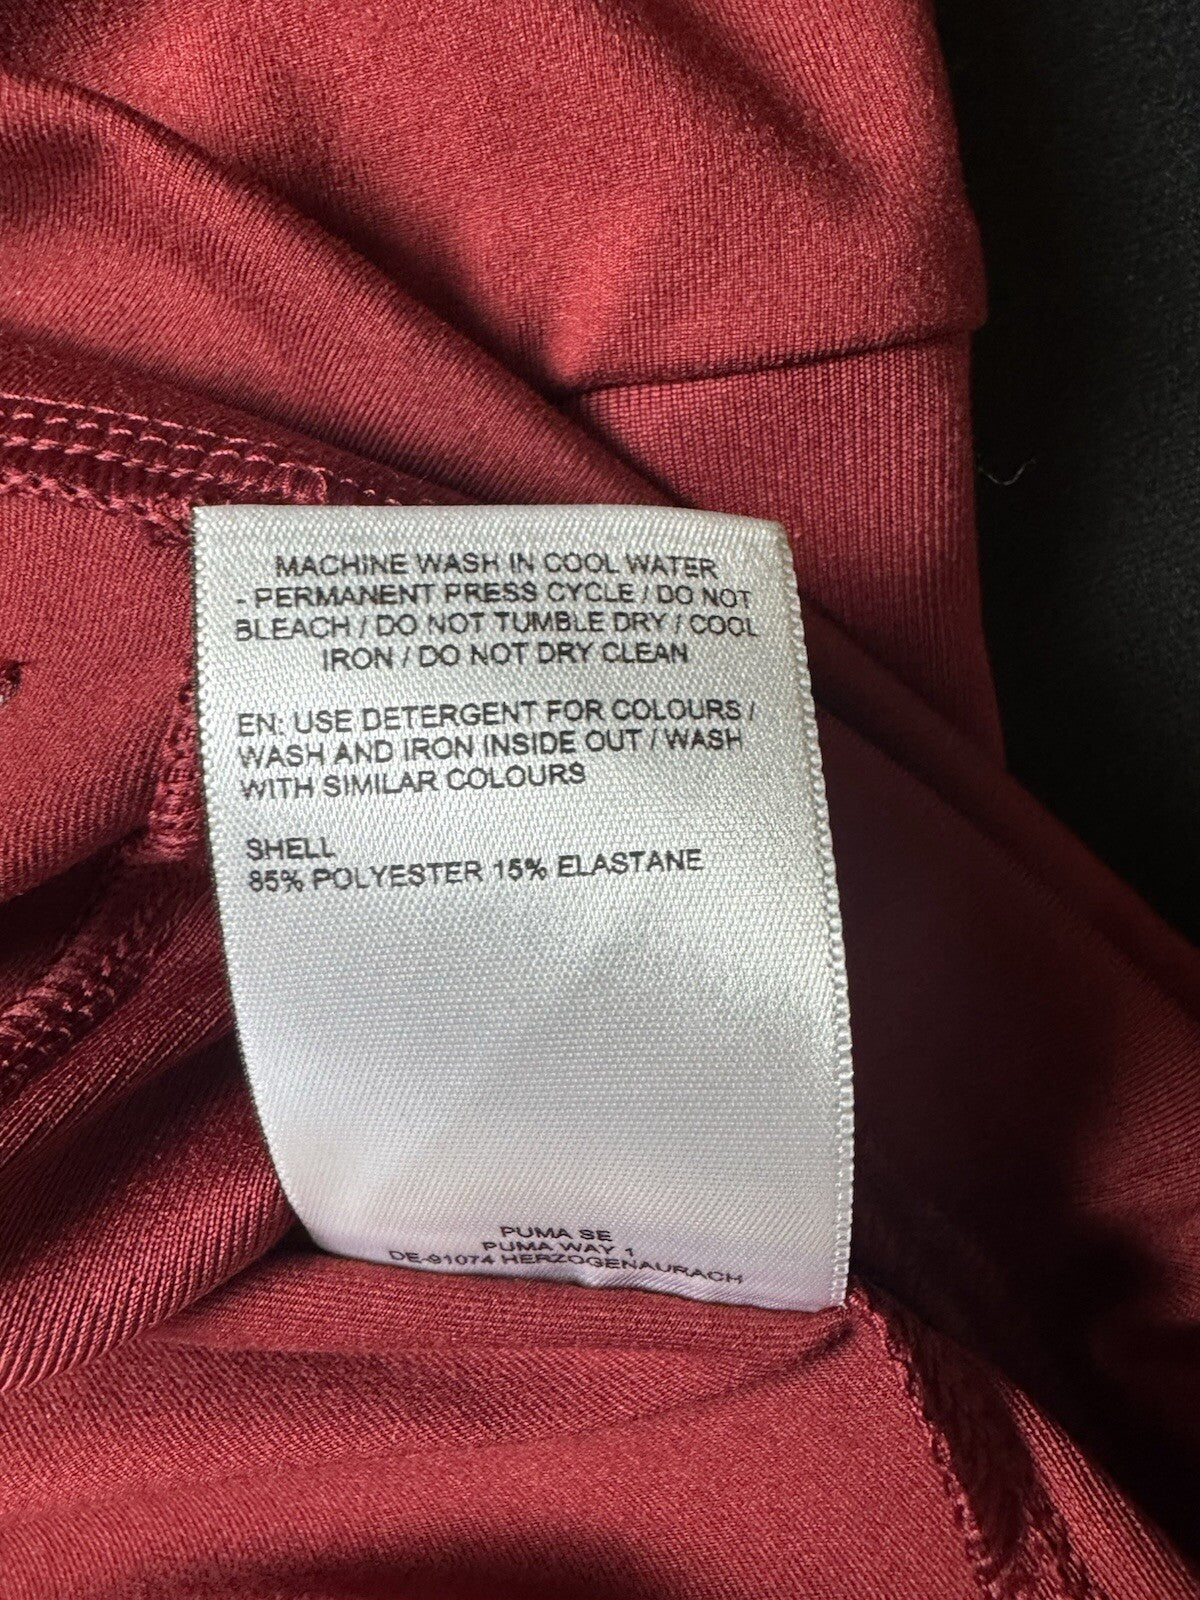 MACHINE WASH IN COOL WATER
- PERMANENT PRESS CYCLE / DO NOT
BLEACH / DO NOT TUMBLE DRY / COOL
IRON / DO NOT DRY CLEAN
EN: USE DETERGENT FOR COLOURS /
WASH AND IRON INSIDE OUT / WASH
WITH SIMILAR COLOURS
SHELL
85% POLYESTER 15% ELASTANE
PUMA SE
PUMA WAY 1
DE-91074 HERZOGENAURACH